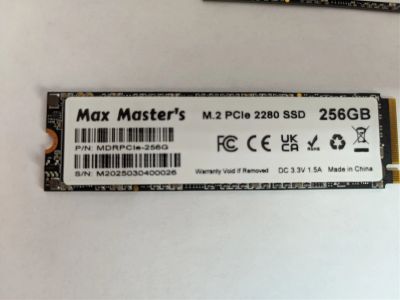 Max Master's
M.2 PCIe 2280 SSD
256GB
P/N: MDRPCIe-256G
S/N: M2025030400026
FC CE UK CA RoHS
Warranty Void If Removed
DC 3.3V 1.5A
Made in China